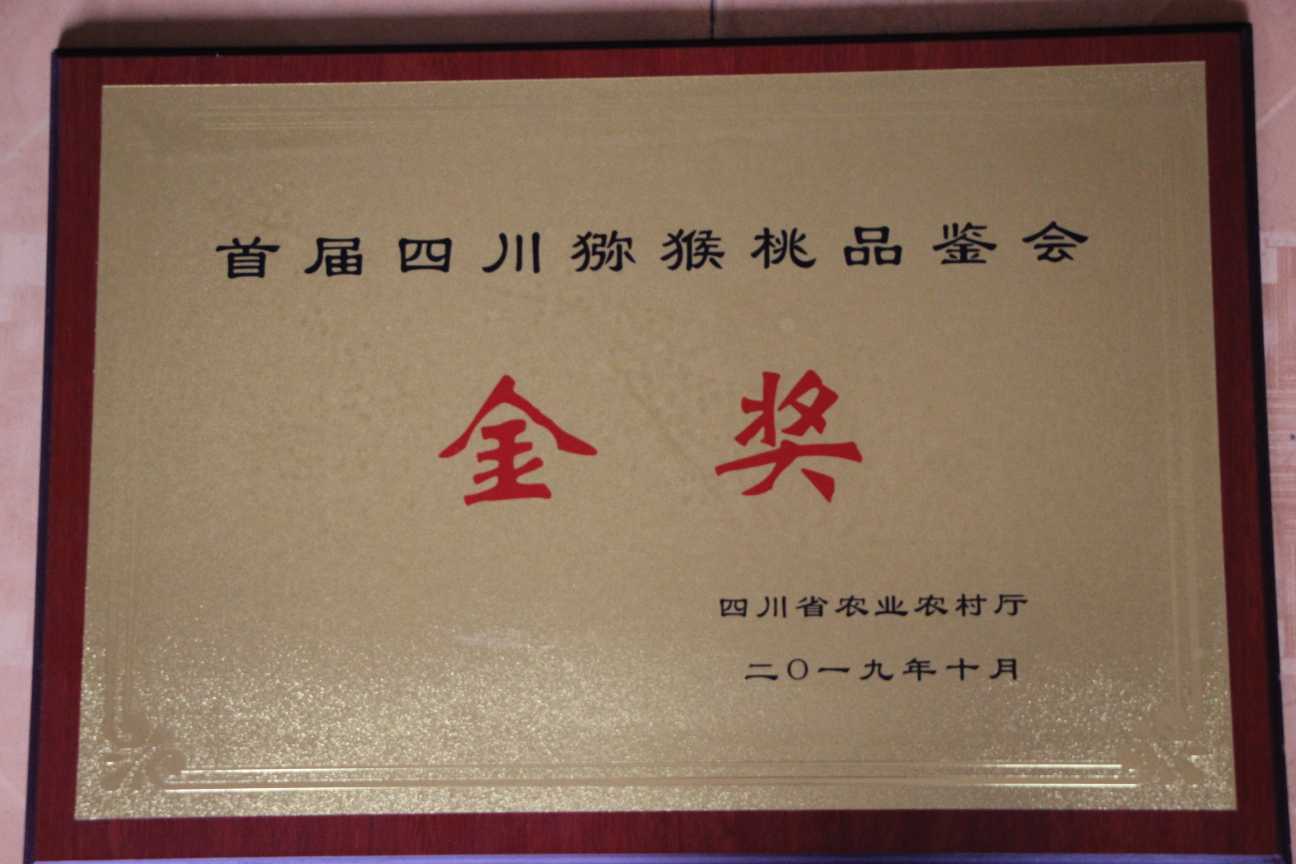 首届四川猕猴桃品鉴会
金奖
四川省农业农村厅
二〇一九年十月